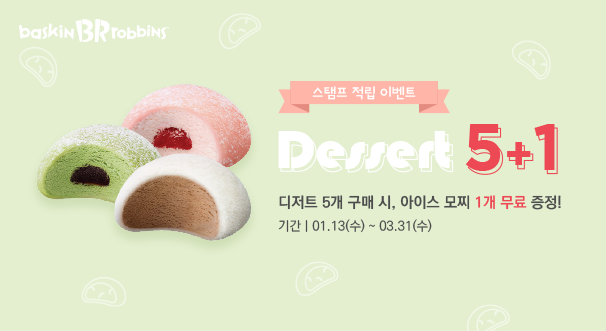 baskin BR robbins
스탬프 적립 이벤트
Dessert 5+1
디저트 5개 구매 시, 아이스 모찌 1개 무료 증정!
기간 | 01.13(수) ~ 03.31(수)